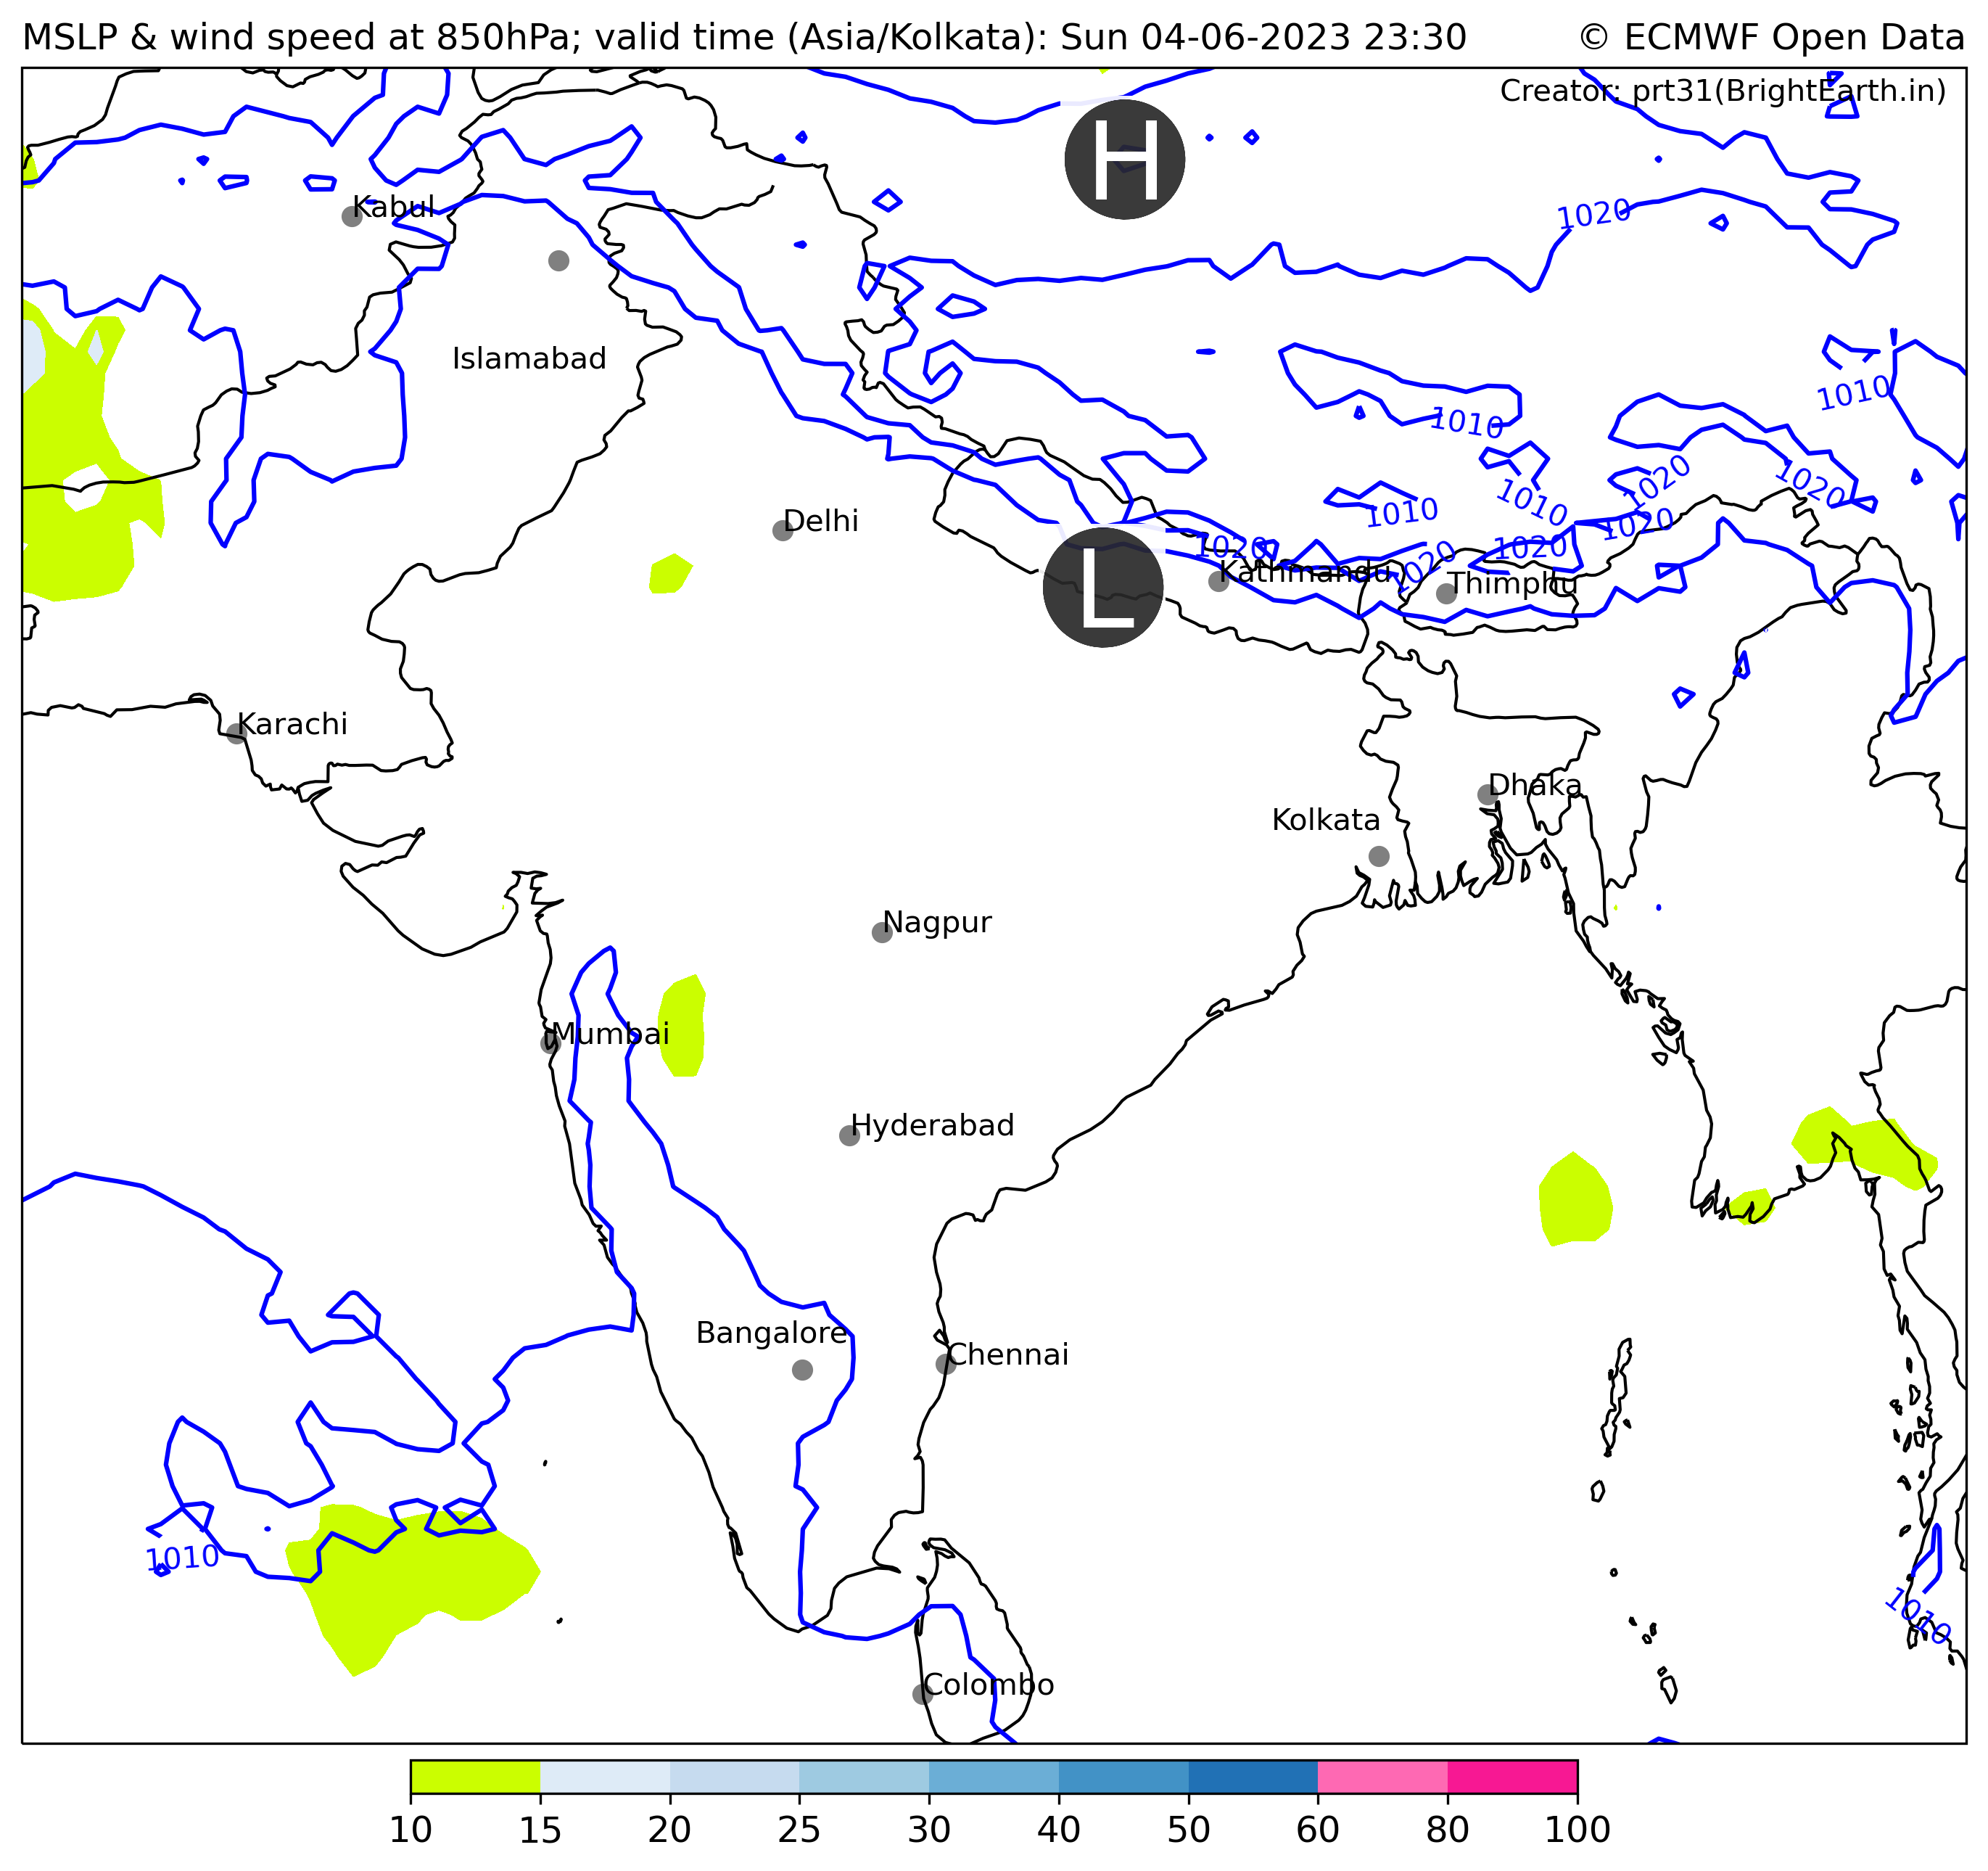 MSLP & wind speed at 850hPa; valid time (Asia/Kolkata): Sun 04-06-2023 23:30
© ECMWF Open Data
Creator: prt31(BrightEarth.in)
H
Kabul
1020
Islamabad
1010
1010
1020
1020
1010
1010
Delhi
1020
1020
1020
1020
L
Kathmandu
Thimphu
Karachi
Dhaka
Kolkata
Nagpur
Mumbai
Hyderabad
Bangalore
Chennai
1010
1010
Colombo
10 15 20 25 30 40 50 60 80 100